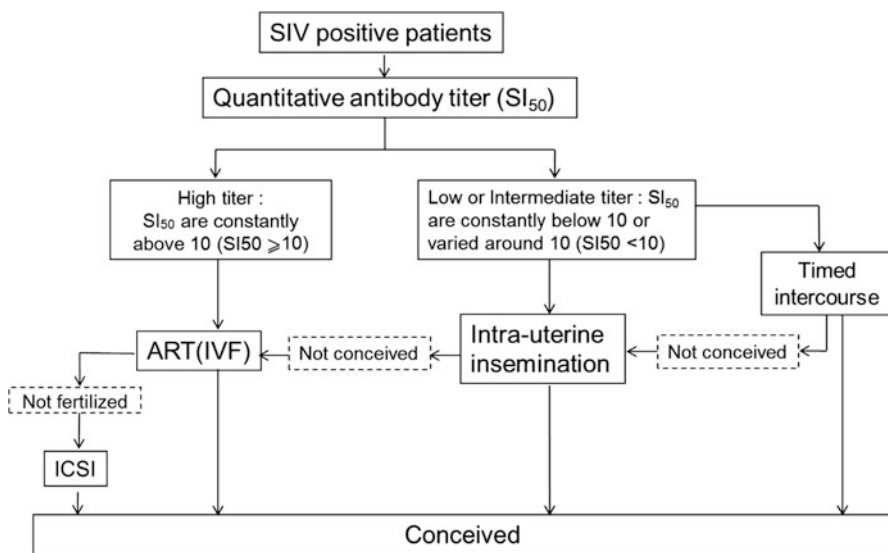 SIV positive patients
Quantitative antibody titer (SI₅₀)
High titer :
SI₅₀ are constantly
above 10 (SI50 ⩾10)
Low or Intermediate titer : SI₅₀
are constantly below 10 or
varied around 10 (SI50 <10)
Timed
intercourse
ART(IVF)
Not conceived
Intra-uterine
insemination
Not conceived
Not fertilized
ICSI
Conceived